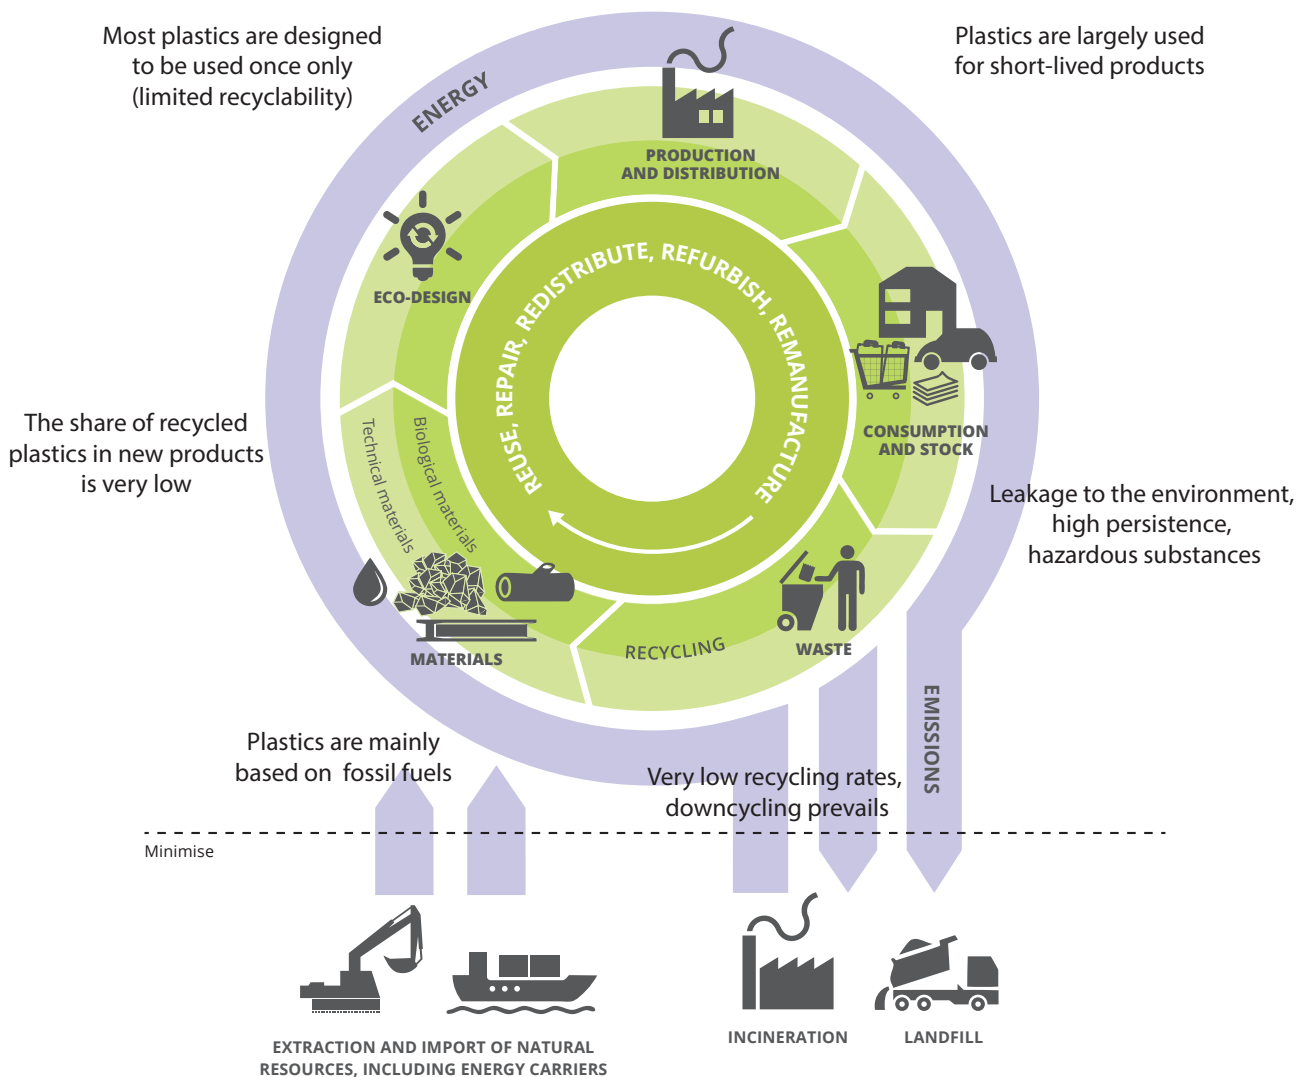 Most plastics are designed
to be used once only
(limited recyclability)
Plastics are largely used
for short-lived products
ENERGY
PRODUCTION
AND DISTRIBUTION
ECO-DESIGN
REUSE, REPAIR, REDISTRIBUTE, REFURBISH, REMANUFACTURE
CONSUMPTION
AND STOCK
The share of recycled
plastics in new products
is very low
Technical materials
Biological materials
Leakage to the environment,
high persistence,
hazardous substances
MATERIALS
RECYCLING
WASTE
EMISSIONS
Plastics are mainly
based on fossil fuels
Very low recycling rates,
downcycling prevails
Minimise
EXTRACTION AND IMPORT OF NATURAL
RESOURCES, INCLUDING ENERGY CARRIERS
INCINERATION
LANDFILL